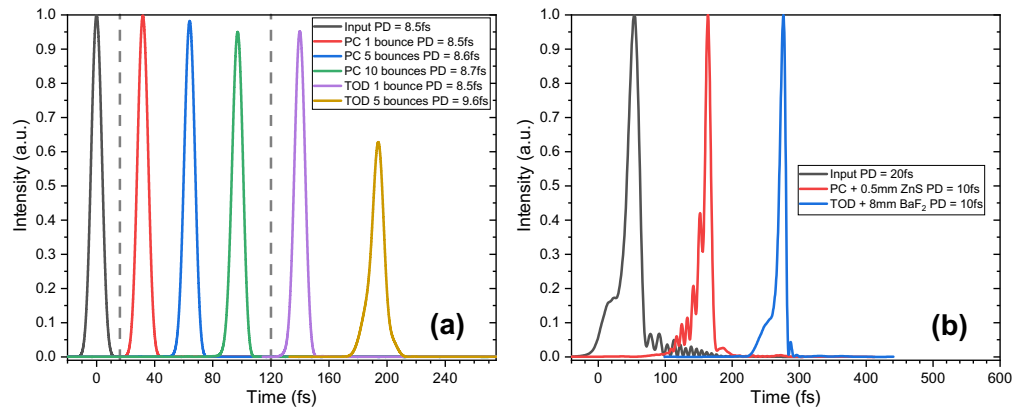 1.0
0.9
0.8
0.7
0.6
0.5
0.4
0.3
0.2
0.1
0.0
Intensity (a.u.)
0 40 80 120 160 200 240
Time (fs)
Input PD = 8.5fs
PC 1 bounce PD = 8.5fs
PC 5 bounces PD = 8.6fs
PC 10 bounces PD = 8.7fs
TOD 1 bounce PD = 8.5fs
TOD 5 bounces PD = 9.6fs
(a)
1.0
0.9
0.8
0.7
0.6
0.5
0.4
0.3
0.2
0.1
0.0
Intensity (a.u.)
0 100 200 300 400 500 600
Time (fs)
Input PD = 20fs
PC + 0.5mm ZnS PD = 10fs
TOD + 8mm BaF₂ PD = 10fs
(b)